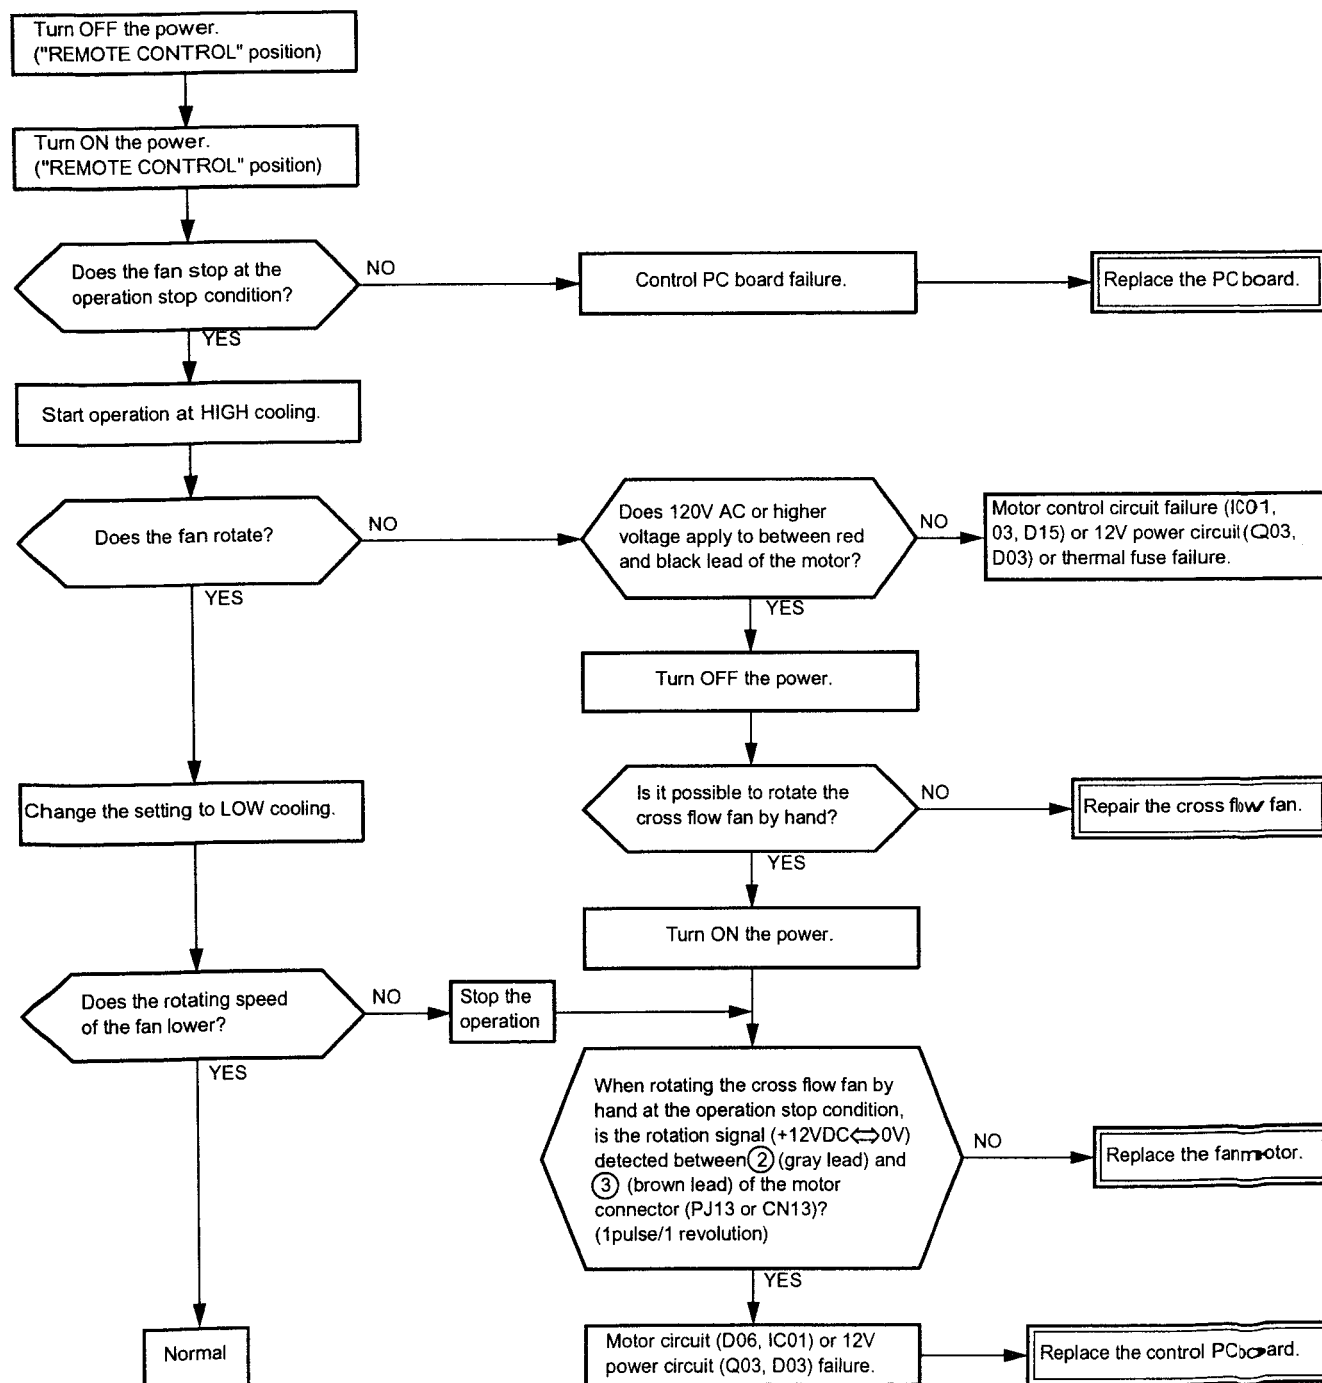 Turn OFF the power.
("REMOTE CONTROL" position)
Turn ON the power.
("REMOTE CONTROL" position)
Does the fan stop at the
operation stop condition?
NO
Control PC board failure.
Replace the PC board.
YES
Start operation at HIGH cooling.
Does the fan rotate?
NO
Does 120V AC or higher
voltage apply to between red
and black lead of the motor?
NO
Motor control circuit failure (IC01,
03, D15) or 12V power circuit (Q03,
D03) or thermal fuse failure.
YES
YES
Turn OFF the power.
Change the setting to LOW cooling.
Is it possible to rotate the
cross flow fan by hand?
NO
Repair the cross flow fan.
YES
Turn ON the power.
Does the rotating speed
of the fan lower?
NO
Stop the
operation
YES
When rotating the cross flow fan by
hand at the operation stop condition,
is the rotation signal (+12VDC⇔0V)
detected between ② (gray lead) and
③ (brown lead) of the motor
connector (PJ13 or CN13)?
(1pulse/1 revolution)
NO
Replace the fan motor.
YES
Normal
Motor circuit (D06, IC01) or 12V
power circuit (Q03, D03) failure.
Replace the control PC board.